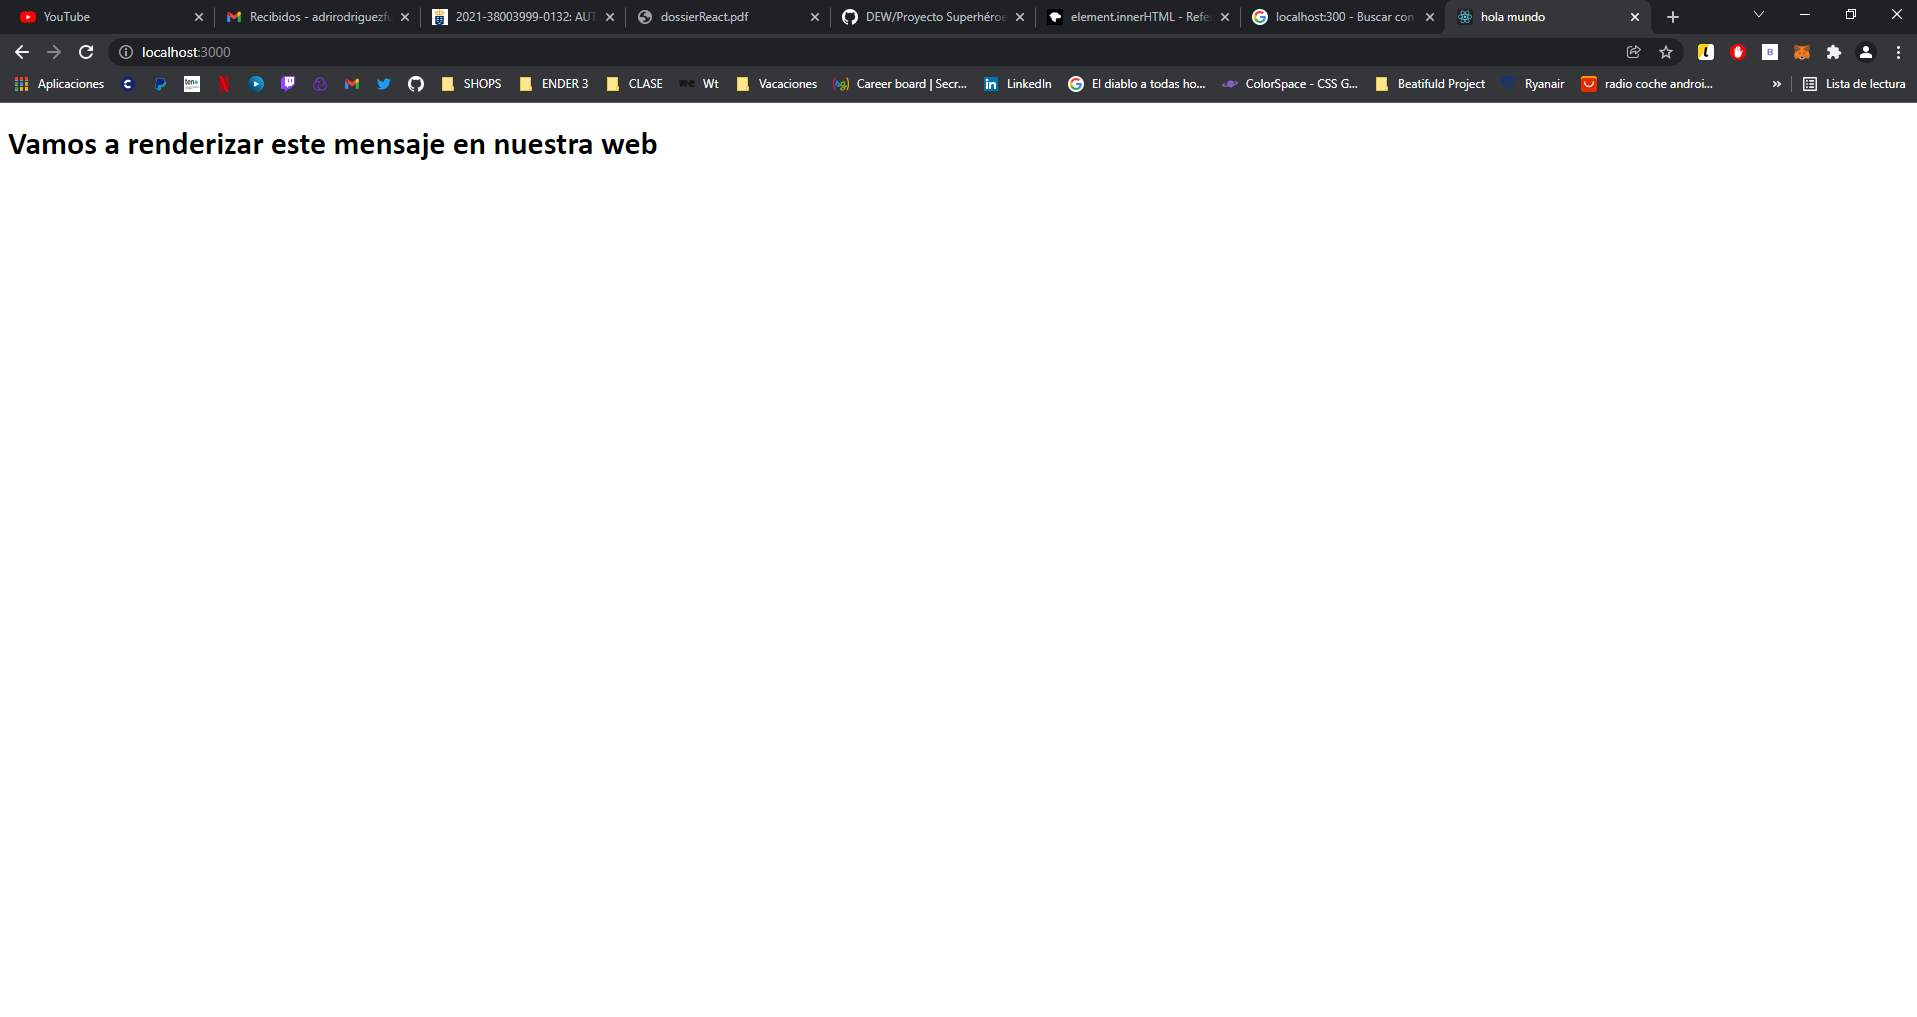 YouTube
Recibidos - adrirodriguezfu
2021-38003999-0132: AUT
dossierReact.pdf
DEW/Proyecto Superhéroe
element.innerHTML - Refe
localhost:300 - Buscar con
hola mundo
localhost:3000
Aplicaciones
SHOPS
ENDER 3
CLASE
Wt
Vacaciones
Career board | Secr...
LinkedIn
El diablo a todas ho...
ColorSpace - CSS G...
Beatifuld Project
Ryanair
radio coche androi...
»
Lista de lectura
Vamos a renderizar este mensaje en nuestra web